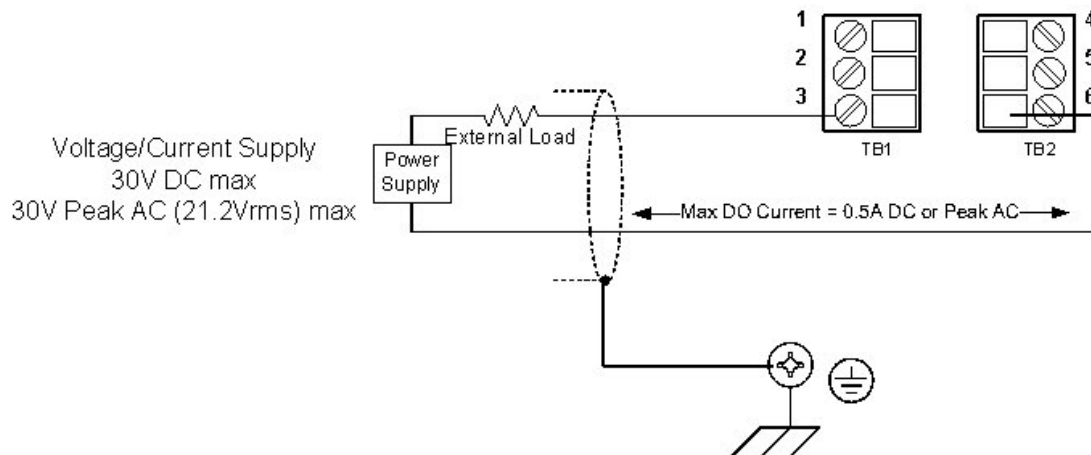 1
2
3
4
5
6
TB1
TB2
External Load
Power
Supply
Voltage/Current Supply
30V DC max
30V Peak AC (21.2Vrms) max
Max DO Current = 0.5A DC or Peak AC